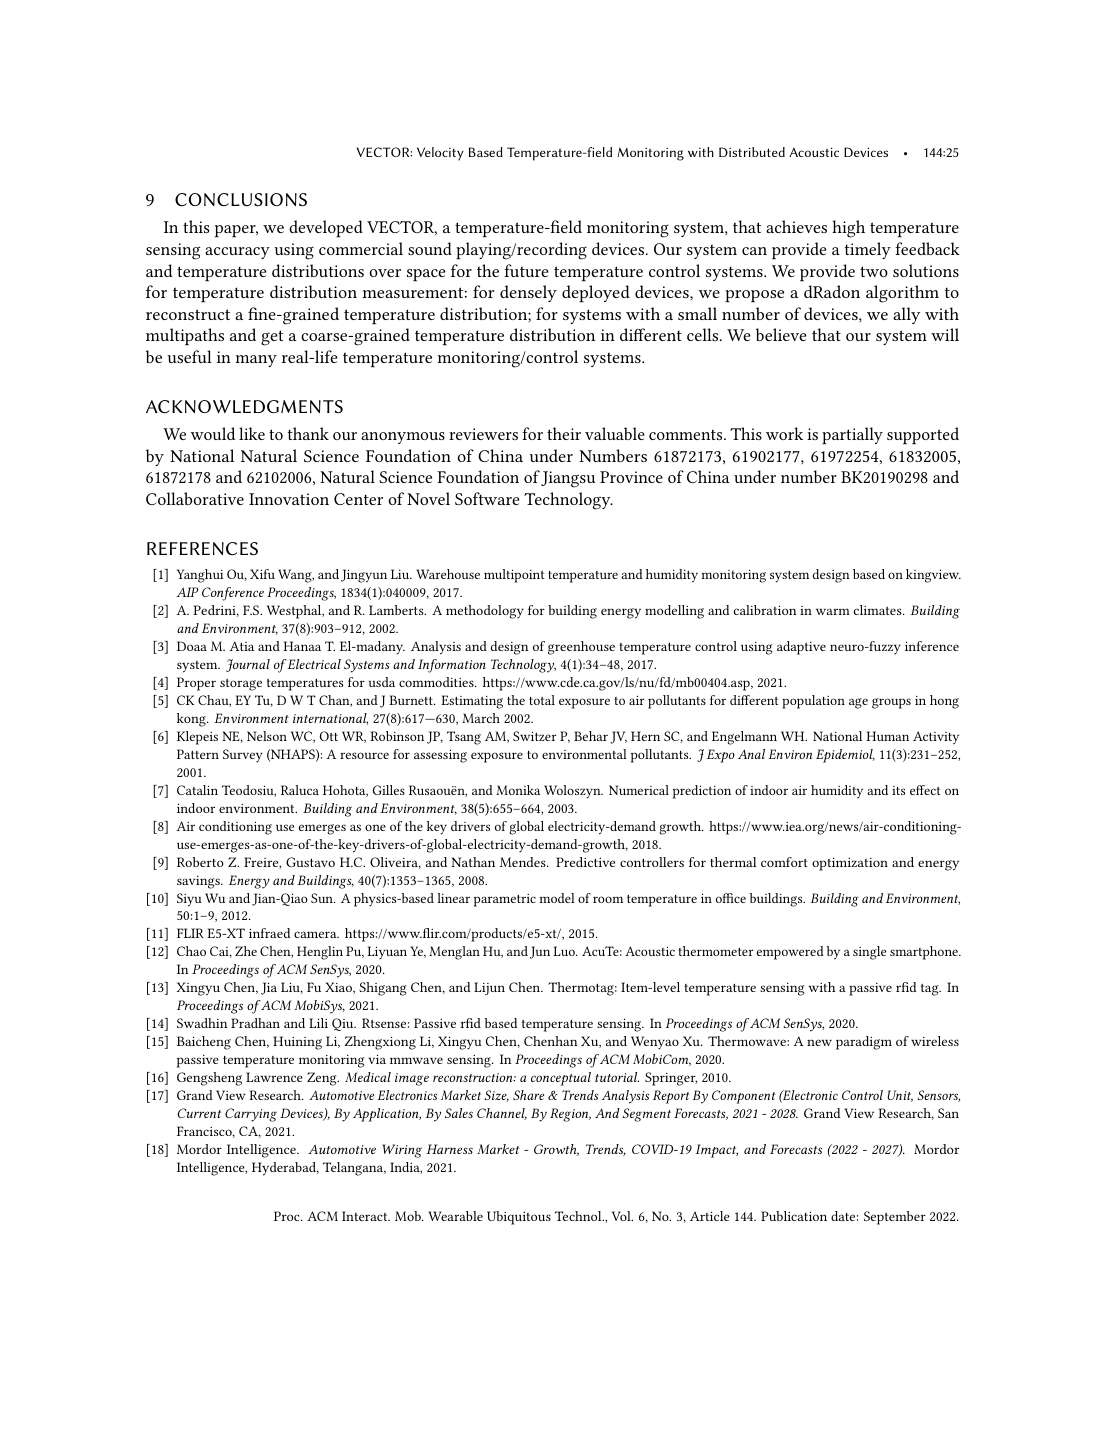 VECTOR: Velocity Based Temperature-field Monitoring with Distributed Acoustic Devices • 144:25
9 CONCLUSIONS
In this paper, we developed VECTOR, a temperature-field monitoring system, that achieves high temperature
sensing accuracy using commercial sound playing/recording devices. Our system can provide a timely feedback
and temperature distributions over space for the future temperature control systems. We provide two solutions
for temperature distribution measurement: for densely deployed devices, we propose a dRadon algorithm to
reconstruct a fine-grained temperature distribution; for systems with a small number of devices, we ally with
multipaths and get a coarse-grained temperature distribution in different cells. We believe that our system will
be useful in many real-life temperature monitoring/control systems.
ACKNOWLEDGMENTS
We would like to thank our anonymous reviewers for their valuable comments. This work is partially supported
by National Natural Science Foundation of China under Numbers 61872173, 61902177, 61972254, 61832005,
61872178 and 62102006, Natural Science Foundation of Jiangsu Province of China under number BK20190298 and
Collaborative Innovation Center of Novel Software Technology.
REFERENCES
[1] Yanghui Ou, Xifu Wang, and Jingyun Liu. Warehouse multipoint temperature and humidity monitoring system design based on kingview.
AIP Conference Proceedings, 1834(1):040009, 2017.
[2] A. Pedrini, F.S. Westphal, and R. Lamberts. A methodology for building energy modelling and calibration in warm climates. Building
and Environment, 37(8):903–912, 2002.
[3] Doaa M. Atia and Hanaa T. El-madany. Analysis and design of greenhouse temperature control using adaptive neuro-fuzzy inference
system. Journal of Electrical Systems and Information Technology, 4(1):34–48, 2017.
[4] Proper storage temperatures for usda commodities. https://www.cde.ca.gov/ls/nu/fd/mb00404.asp, 2021.
[5] CK Chau, EY Tu, D W T Chan, and J Burnett. Estimating the total exposure to air pollutants for different population age groups in hong
kong. Environment international, 27(8):617—630, March 2002.
[6] Klepeis NE, Nelson WC, Ott WR, Robinson JP, Tsang AM, Switzer P, Behar JV, Hern SC, and Engelmann WH. National Human Activity
Pattern Survey (NHAPS): A resource for assessing exposure to environmental pollutants. J Expo Anal Environ Epidemiol, 11(3):231–252,
2001.
[7] Catalin Teodosiu, Raluca Hohota, Gilles Rusaouën, and Monika Woloszyn. Numerical prediction of indoor air humidity and its effect on
indoor environment. Building and Environment, 38(5):655–664, 2003.
[8] Air conditioning use emerges as one of the key drivers of global electricity-demand growth. https://www.iea.org/news/air-conditioning-
use-emerges-as-one-of-the-key-drivers-of-global-electricity-demand-growth, 2018.
[9] Roberto Z. Freire, Gustavo H.C. Oliveira, and Nathan Mendes. Predictive controllers for thermal comfort optimization and energy
savings. Energy and Buildings, 40(7):1353–1365, 2008.
[10] Siyu Wu and Jian-Qiao Sun. A physics-based linear parametric model of room temperature in office buildings. Building and Environment,
50:1–9, 2012.
[11] FLIR E5-XT infraed camera. https://www.flir.com/products/e5-xt/, 2015.
[12] Chao Cai, Zhe Chen, Henglin Pu, Liyuan Ye, Menglan Hu, and Jun Luo. AcuTe: Acoustic thermometer empowered by a single smartphone.
In Proceedings of ACM SenSys, 2020.
[13] Xingyu Chen, Jia Liu, Fu Xiao, Shigang Chen, and Lijun Chen. Thermotag: Item-level temperature sensing with a passive rfid tag. In
Proceedings of ACM MobiSys, 2021.
[14] Swadhin Pradhan and Lili Qiu. Rtsense: Passive rfid based temperature sensing. In Proceedings of ACM SenSys, 2020.
[15] Baicheng Chen, Huining Li, Zhengxiong Li, Xingyu Chen, Chenhan Xu, and Wenyao Xu. Thermowave: A new paradigm of wireless
passive temperature monitoring via mmwave sensing. In Proceedings of ACM MobiCom, 2020.
[16] Gengsheng Lawrence Zeng. Medical image reconstruction: a conceptual tutorial. Springer, 2010.
[17] Grand View Research. Automotive Electronics Market Size, Share & Trends Analysis Report By Component (Electronic Control Unit, Sensors,
Current Carrying Devices), By Application, By Sales Channel, By Region, And Segment Forecasts, 2021 - 2028. Grand View Research, San
Francisco, CA, 2021.
[18] Mordor Intelligence. Automotive Wiring Harness Market - Growth, Trends, COVID-19 Impact, and Forecasts (2022 - 2027). Mordor
Intelligence, Hyderabad, Telangana, India, 2021.
Proc. ACM Interact. Mob. Wearable Ubiquitous Technol., Vol. 6, No. 3, Article 144. Publication date: September 2022.